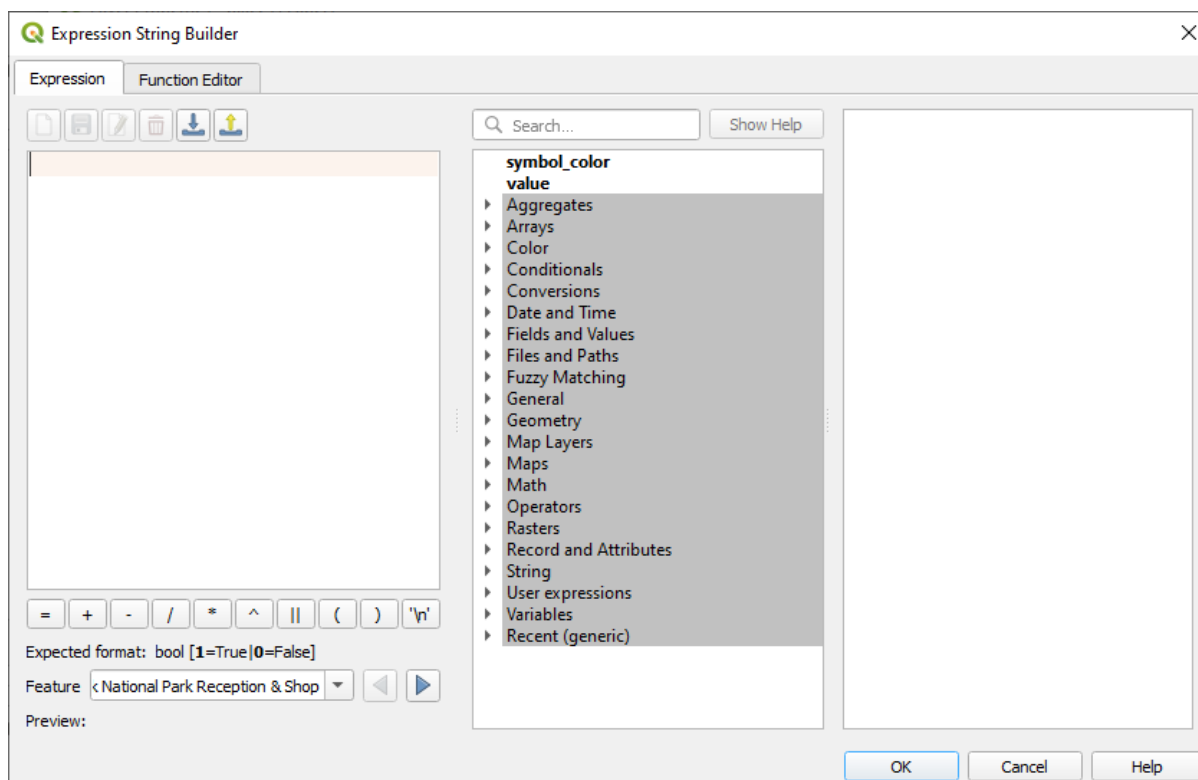 Expression String Builder
Expression
Function Editor
Search...
Show Help
symbol_color
value
Aggregates
Arrays
Color
Conditionals
Conversions
Date and Time
Fields and Values
Files and Paths
Fuzzy Matching
General
Geometry
Map Layers
Maps
Math
Operators
Rasters
Record and Attributes
String
User expressions
Variables
Recent (generic)
= + - / * ^ || ( ) '\n'
Expected format: bool [1=True|0=False]
Feature National Park Reception & Shop
Preview:
OK
Cancel
Help